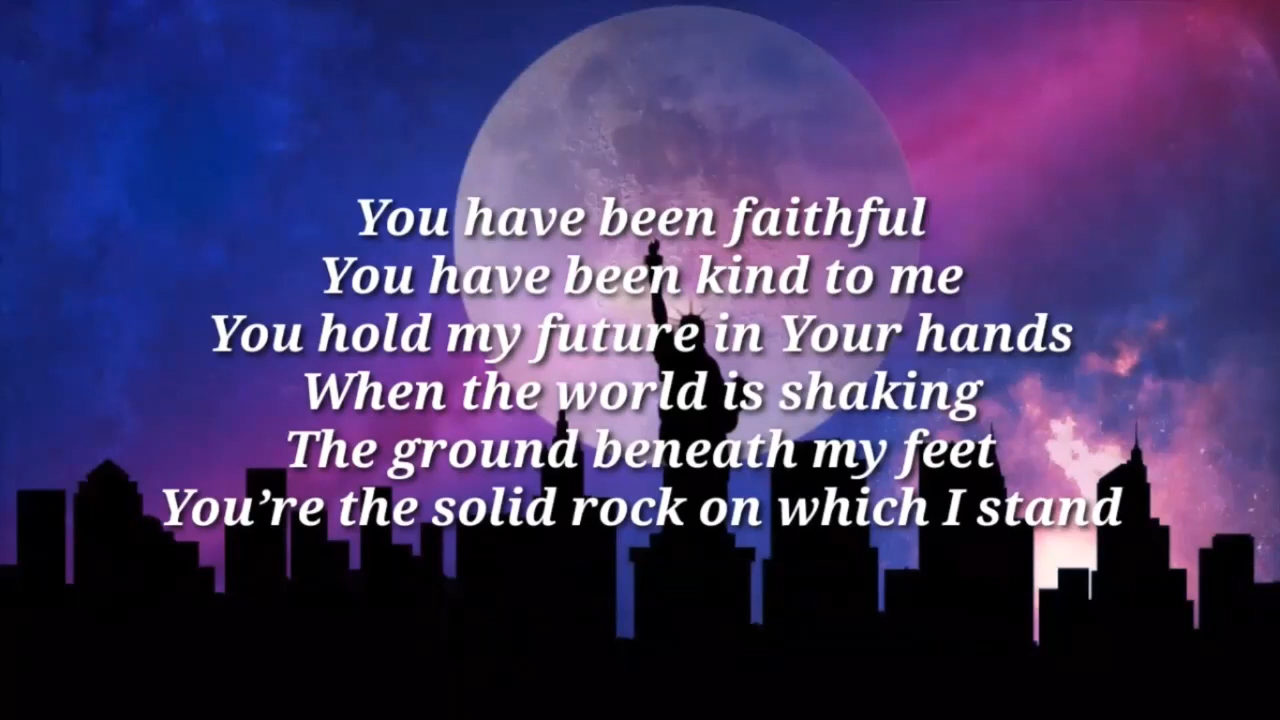 You have been faithful
You have been kind to me
You hold my future in Your hands
When the world is shaking
The ground beneath my feet
You’re the solid rock on which I stand